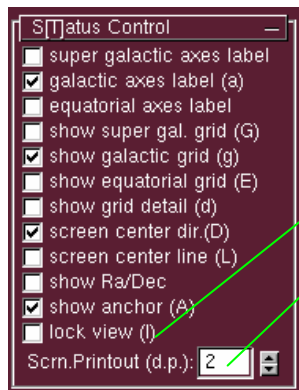 S[T]atus Control
super galactic axes label
galactic axes label (a)
equatorial axes label
show super gal. grid (G)
show galactic grid (g)
show equatorial grid (E)
show grid detail (d)
screen center dir.(D)
screen center line (L)
show Ra/Dec
show anchor (A)
lock view (l)
Scrn.Printout (d.p.): 2